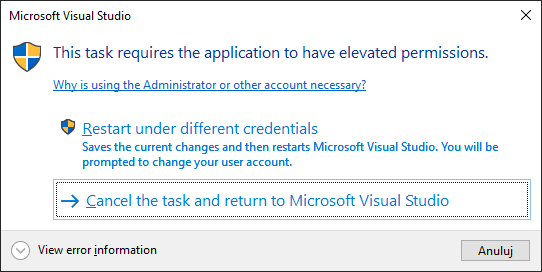 Microsoft Visual Studio
This task requires the application to have elevated permissions.
Why is using the Administrator or other account necessary?
Restart under different credentials
Saves the current changes and then restarts Microsoft Visual Studio. You will be
prompted to change your user account.
Cancel the task and return to Microsoft Visual Studio
View error information
Anuluj